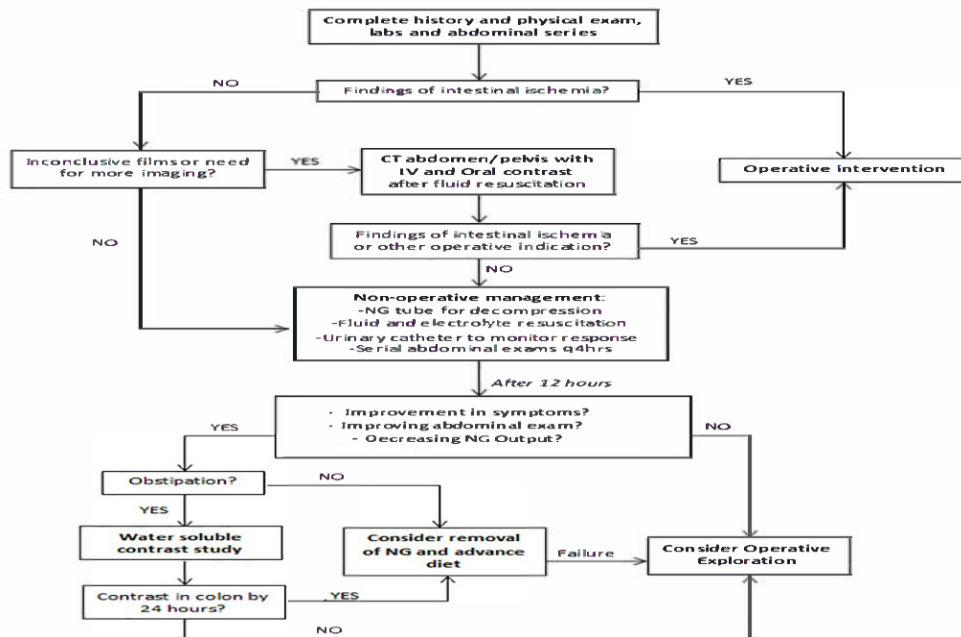 Complete history and physical exam,
labs and abdominal series
NO
YES
Findings of intestinal ischemia?
Inconclusive films or need
for more imaging?
YES
CT abdomen/pelvis with
IV and Oral contrast
after fluid resuscitation
Operative Intervention
NO
Findings of intestinal ischemia
or other operative indication?
YES
NO
Non-operative management:
-NG tube for decompression
-Fluid and electrolyte resuscitation
-Urinary catheter to monitor response
-Serial abdominal exams q4hrs
After 12 hours
- Improvement in symptoms?
- Improving abdominal exam?
- Decreasing NG Output?
YES
NO
Obstipation?
NO
YES
Water soluble
contrast study
Consider removal
of NG and advance
diet
Failure
Consider Operative
Exploration
Contrast in colon by
24 hours?
YES
NO